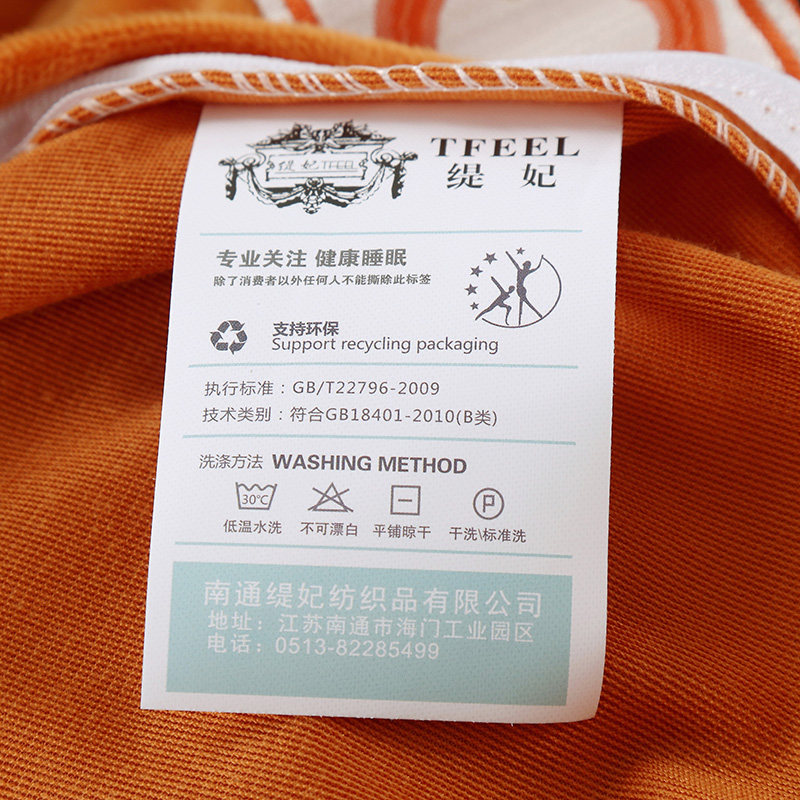 缇妃TFEEL
TFEEL
缇 妃
专业关注 健康睡眠
除了消费者以外任何人不能撕除此标签
支持环保
Support recycling packaging
执行标准：GB/T22796-2009
技术类别：符合GB18401-2010(B类)
洗涤方法 WASHING METHOD
30℃ P
低温水洗 不可漂白 平铺晾干 干洗\标准洗
南通缇妃纺织品有限公司
地址：江苏南通市海门工业园区
电话：0513-82285499